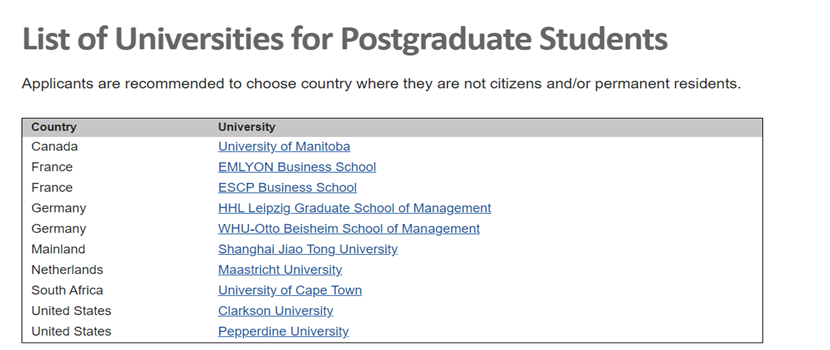 List of Universities for Postgraduate Students
Applicants are recommended to choose country where they are not citizens and/or permanent residents.
Country University
Canada University of Manitoba
France EMLYON Business School
France ESCP Business School
Germany HHL Leipzig Graduate School of Management
Germany WHU-Otto Beisheim School of Management
Mainland Shanghai Jiao Tong University
Netherlands Maastricht University
South Africa University of Cape Town
United States Clarkson University
United States Pepperdine University